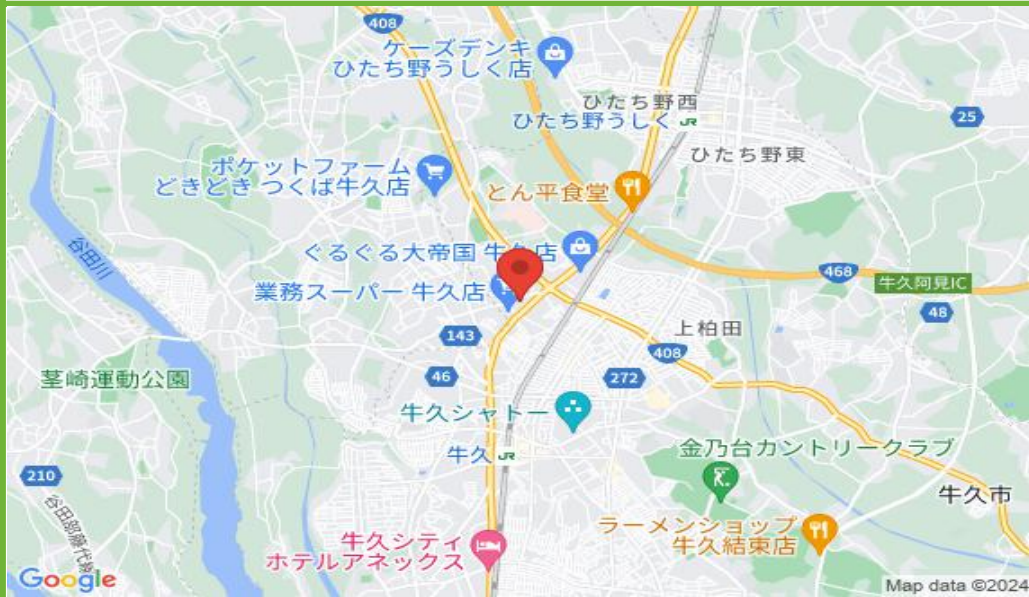 408
ケーズデンキ
ひたち野うしく店
ひたち野西
ひたち野うしく JR
25
ひたち野東
ポケットファーム
どきどき つくば牛久店
とん平食堂
谷田川
ぐるぐる大帝国 牛久店
468
牛久阿見IC
業務スーパー 牛久店
48
143
上柏田
408
茎崎運動公園
46
272
牛久シャトー
牛久 JR
金乃台カントリークラブ
210
牛久市
谷田部藤代線
ラーメンショップ
牛久結束店
牛久シティ
ホテルアネックス
Google
Map data ©2024